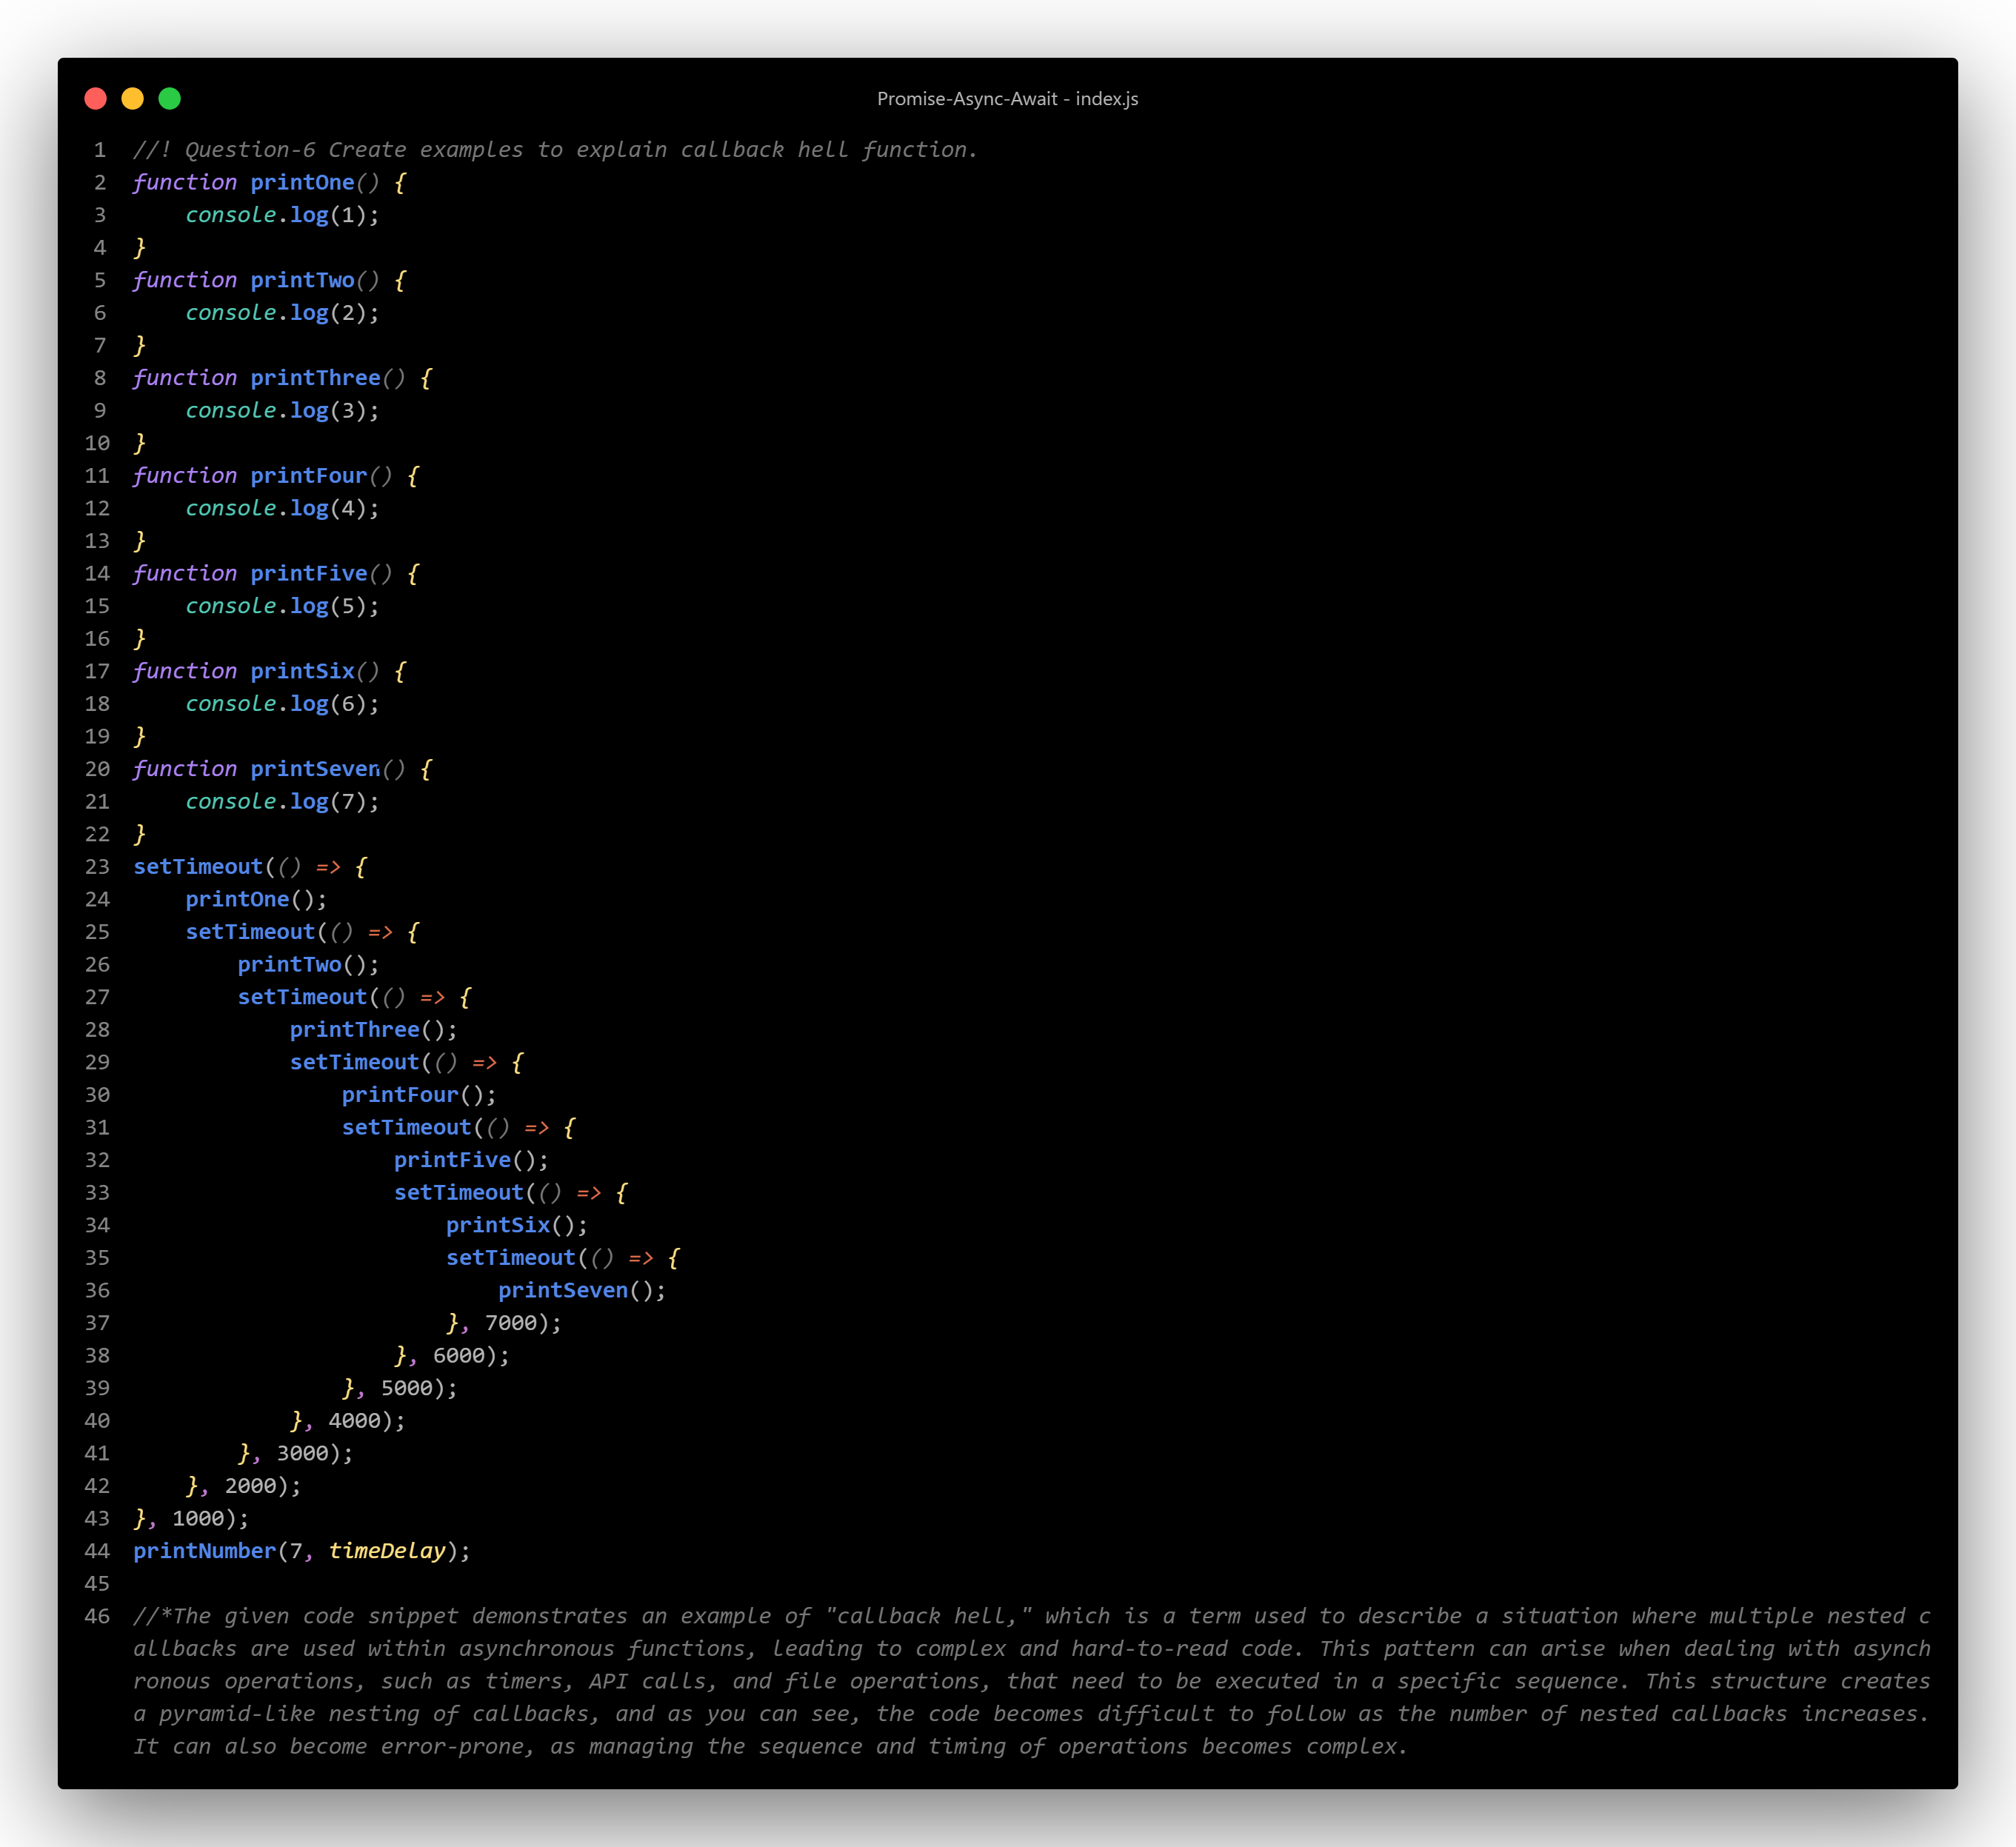 Promise-Async-Await - index.js
1 //! Question-6 Create examples to explain callback hell function.
2 function printOne() {
3     console.log(1);
4 }
5 function printTwo() {
6     console.log(2);
7 }
8 function printThree() {
9     console.log(3);
10 }
11 function printFour() {
12     console.log(4);
13 }
14 function printFive() {
15     console.log(5);
16 }
17 function printSix() {
18     console.log(6);
19 }
20 function printSeven() {
21     console.log(7);
22 }
23 setTimeout(() => {
24     printOne();
25     setTimeout(() => {
26         printTwo();
27         setTimeout(() => {
28             printThree();
29             setTimeout(() => {
30                 printFour();
31                 setTimeout(() => {
32                     printFive();
33                     setTimeout(() => {
34                         printSix();
35                         setTimeout(() => {
36                             printSeven();
37                         }, 7000);
38                     }, 6000);
39                 }, 5000);
40             }, 4000);
41         }, 3000);
42     }, 2000);
43 }, 1000);
44 printNumber(7, timeDelay);
45
46 //*The given code snippet demonstrates an example of "callback hell," which is a term used to describe a situation where multiple nested c
allbacks are used within asynchronous functions, leading to complex and hard-to-read code. This pattern can arise when dealing with asynch
ronous operations, such as timers, API calls, and file operations, that need to be executed in a specific sequence. This structure creates
a pyramid-like nesting of callbacks, and as you can see, the code becomes difficult to follow as the number of nested callbacks increases.
It can also become error-prone, as managing the sequence and timing of operations becomes complex.